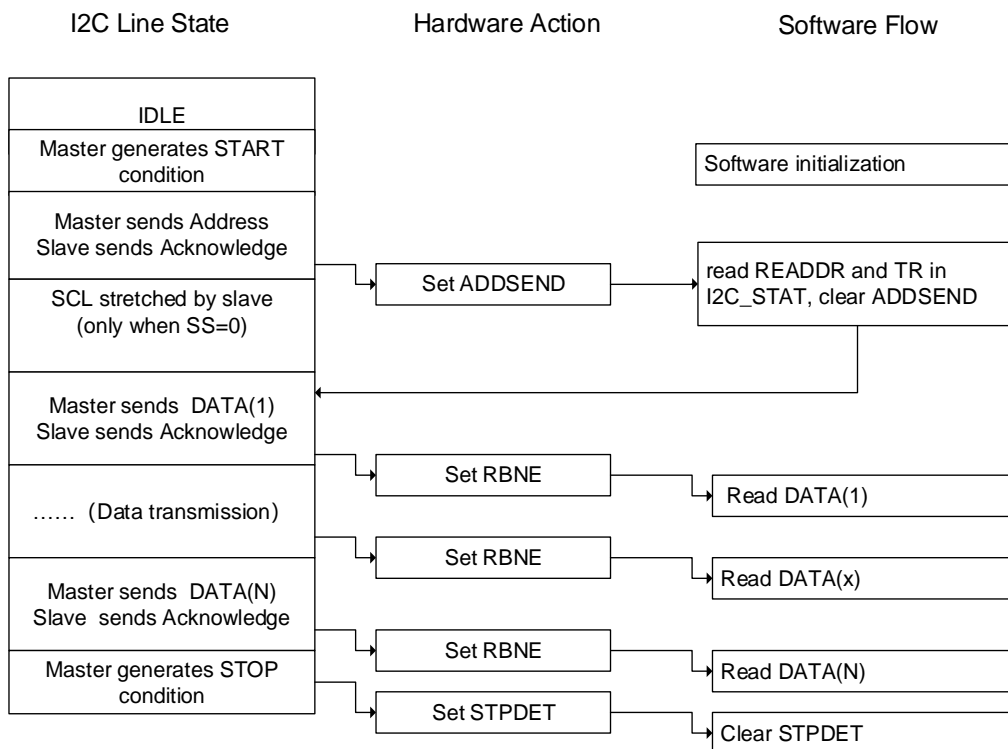 I2C Line State
Hardware Action
Software Flow
IDLE
Master generates START
condition
Software initialization
Master sends Address
Slave sends Acknowledge
Set ADDSEND
read READDR and TR in
I2C_STAT, clear ADDSEND
SCL stretched by slave
(only when SS=0)
Master sends DATA(1)
Slave sends Acknowledge
Set RBNE
Read DATA(1)
…… (Data transmission)
Set RBNE
Read DATA(x)
Master sends DATA(N)
Slave sends Acknowledge
Set RBNE
Read DATA(N)
Master generates STOP
condition
Set STPDET
Clear STPDET